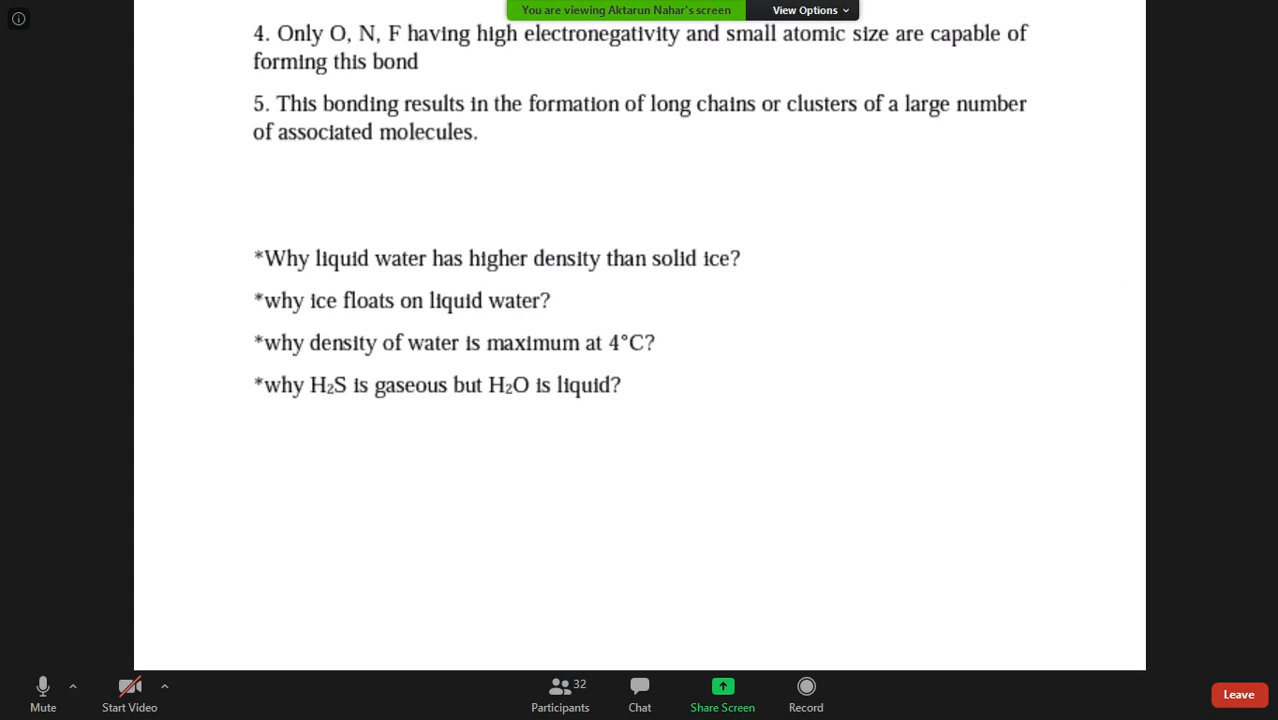 You are viewing Aktarun Nahar's screen
View Options
4. Only O, N, F having high electronegativity and small atomic size are capable of
forming this bond
5. This bonding results in the formation of long chains or clusters of a large number
of associated molecules.
*Why liquid water has higher density than solid ice?
*why ice floats on liquid water?
*why density of water is maximum at 4°C?
*why H₂S is gaseous but H₂O is liquid?
Mute
Start Video
32
Participants
Chat
Share Screen
Record
Leave